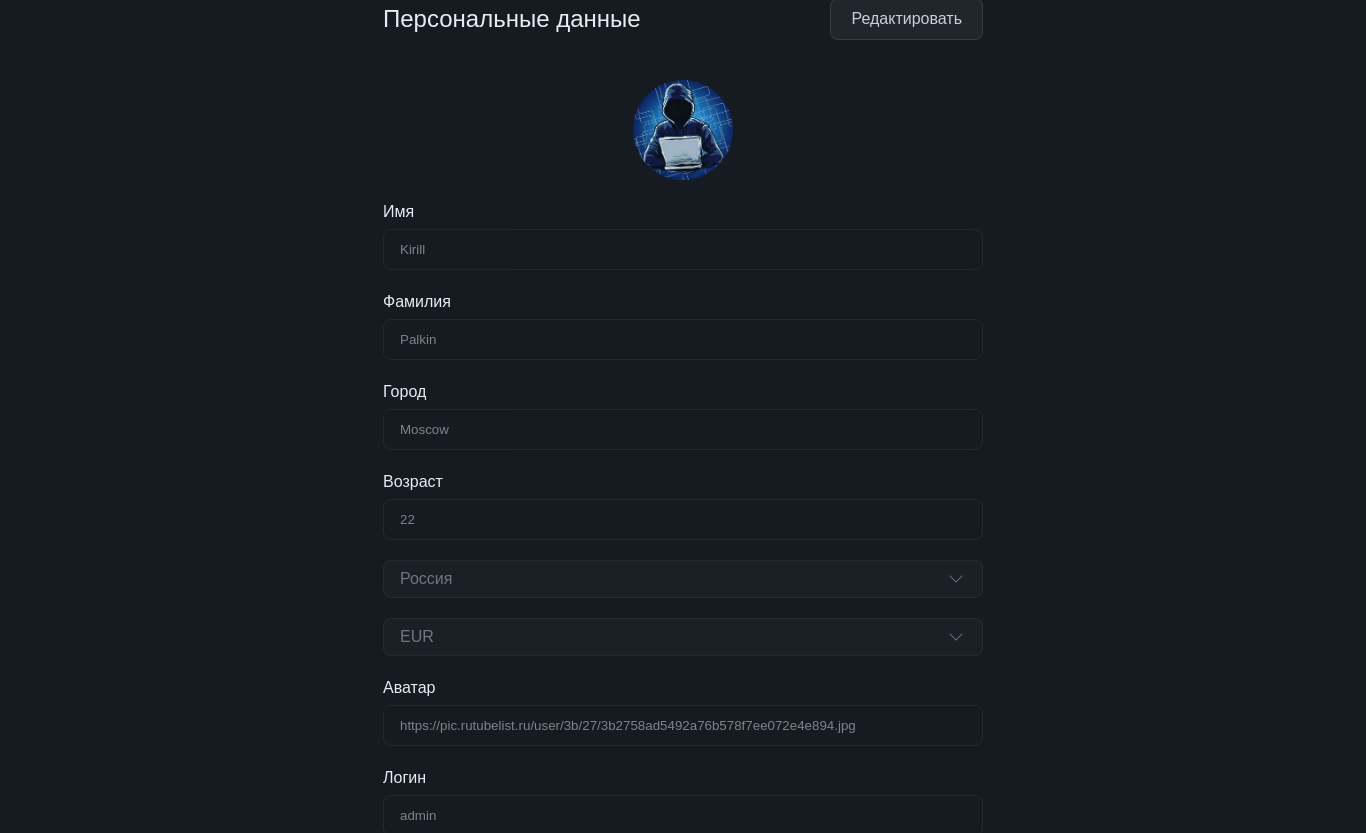 Персональные данные
Редактировать
Имя
Kirill
Фамилия
Palkin
Город
Moscow
Возраст
22
Россия
EUR
Аватар
https://pic.rutubelist.ru/user/3b/27/3b2758ad5492a76b578f7ee072e4e894.jpg
Логин
admin